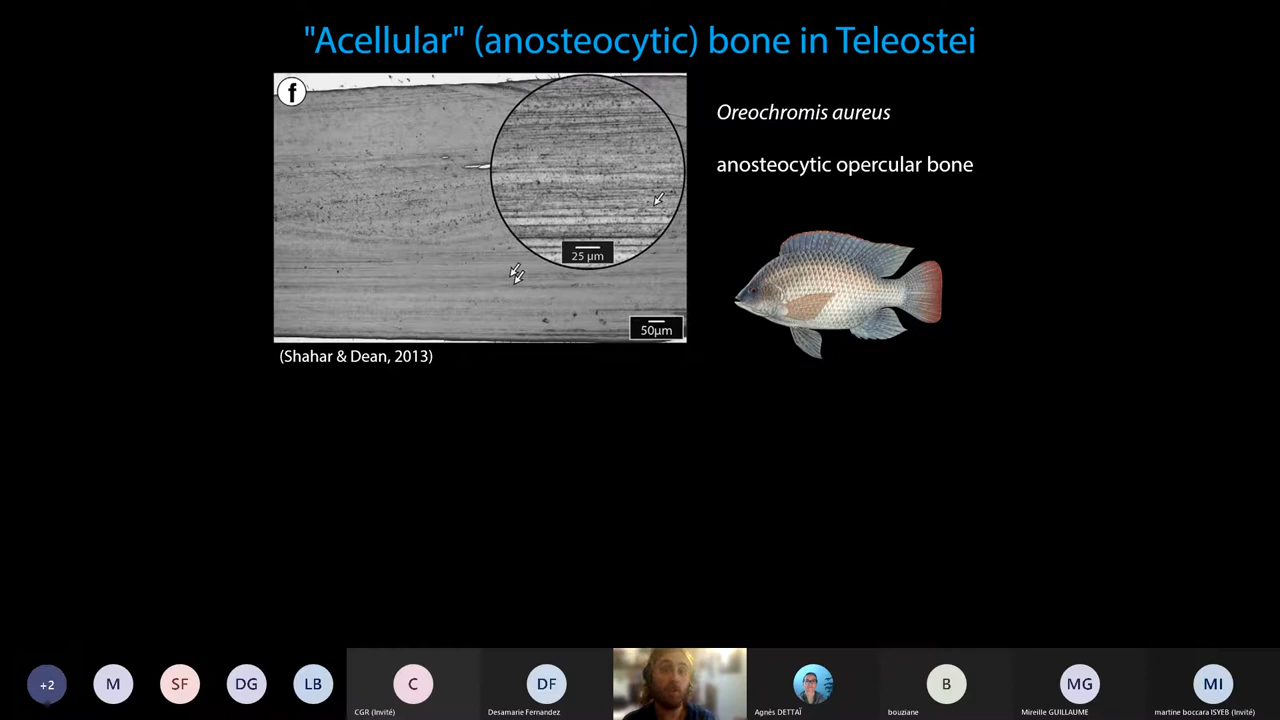 "Acellular" (anosteocytic) bone in Teleostei
f
25 µm
50µm
(Shahar & Dean, 2013)
Oreochromis aureus
anosteocytic opercular bone
+2
M
SF
DG
LB
C
CGR (Invité)
DF
Desamarie Fernandez
Agnès DETTAÏ
B
bouziane
MG
Mireille GUILLAUME
MI
martine boccara ISYEB (Invité)